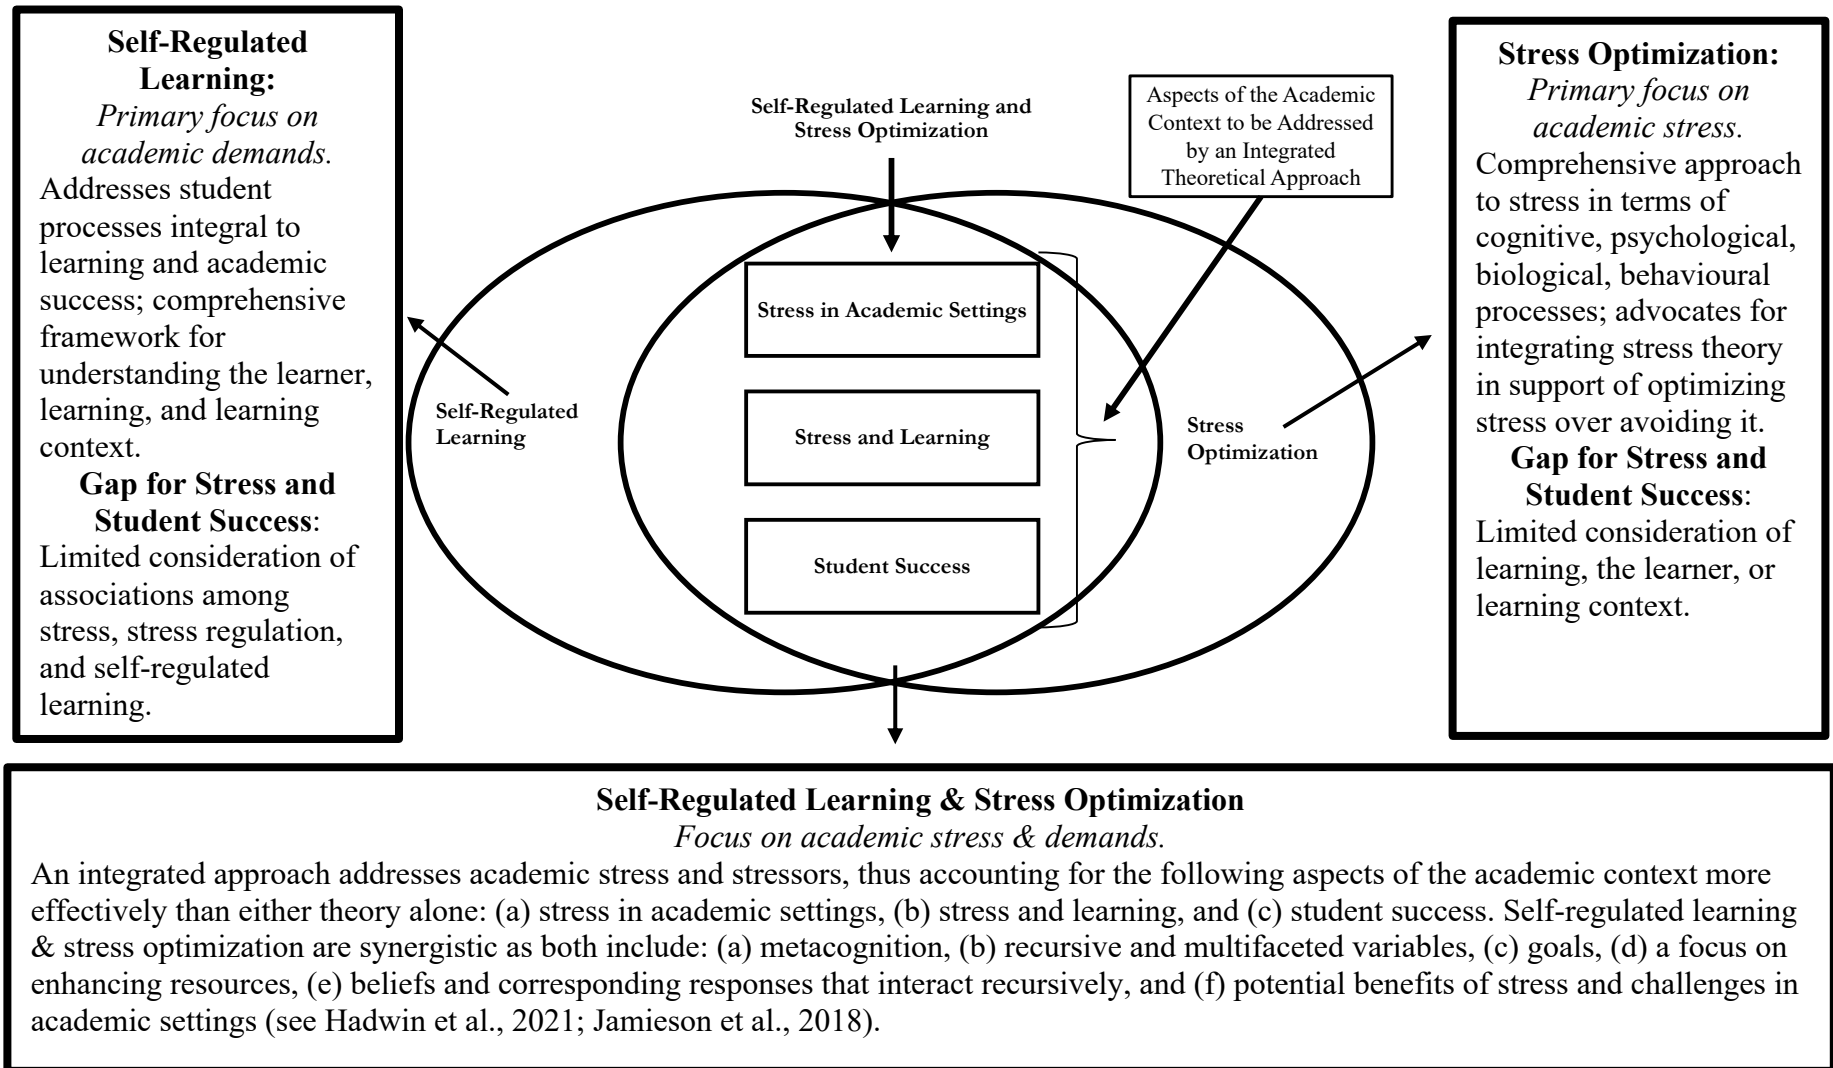 Self-Regulated
Learning:
Primary focus on
academic demands.
Addresses student
processes integral to
learning and academic
success; comprehensive
framework for
understanding the learner,
learning, and learning
context.
Gap for Stress and
Student Success:
Limited consideration of
associations among
stress, stress regulation,
and self-regulated
learning.
Self-Regulated Learning and
Stress Optimization
Aspects of the Academic
Context to be Addressed
by an Integrated
Theoretical Approach
Stress in Academic Settings
Self-Regulated
Learning
Stress and Learning
Stress
Optimization
Student Success
Stress Optimization:
Primary focus on
academic stress.
Comprehensive approach
to stress in terms of
cognitive, psychological,
biological, behavioural
processes; advocates for
integrating stress theory
in support of optimizing
stress over avoiding it.
Gap for Stress and
Student Success:
Limited consideration of
learning, the learner, or
learning context.
Self-Regulated Learning & Stress Optimization
Focus on academic stress & demands.
An integrated approach addresses academic stress and stressors, thus accounting for the following aspects of the academic context more
effectively than either theory alone: (a) stress in academic settings, (b) stress and learning, and (c) student success. Self-regulated learning
& stress optimization are synergistic as both include: (a) metacognition, (b) recursive and multifaceted variables, (c) goals, (d) a focus on
enhancing resources, (e) beliefs and corresponding responses that interact recursively, and (f) potential benefits of stress and challenges in
academic settings (see Hadwin et al., 2021; Jamieson et al., 2018).